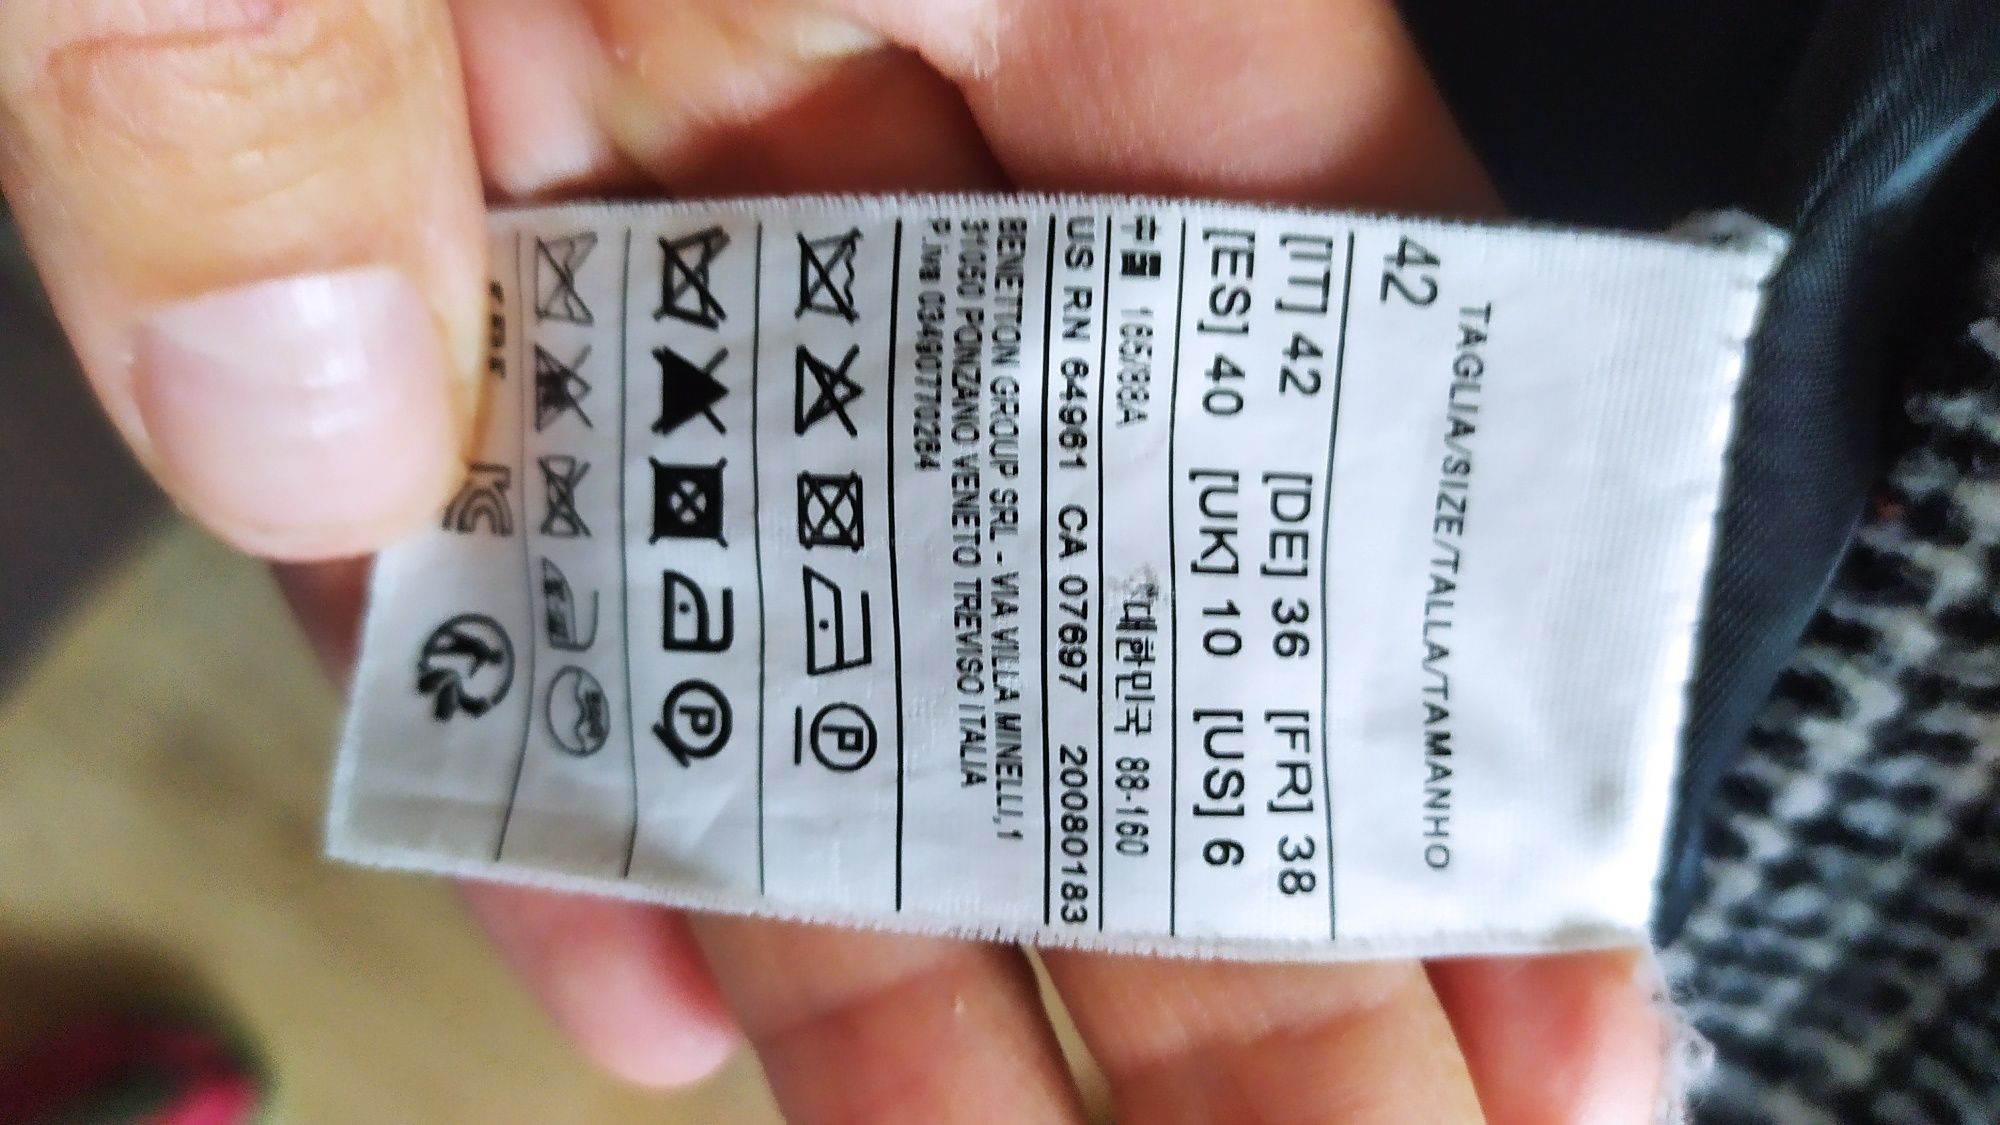 TAGLIA/SIZE/TALLA/TAMANHO
42
[IT] 42 [DE] 36 [FR] 38
[ES] 40 [UK] 10 [US] 6
165/88A *대한민국 88-160
US RN 64961 CA 07697 20080183
BENETTON GROUP SRL - VIA VILLA MINELLI,1
31050 PONZANO VENETO TREVISO ITALIA
P.iva 03490770264
P
P